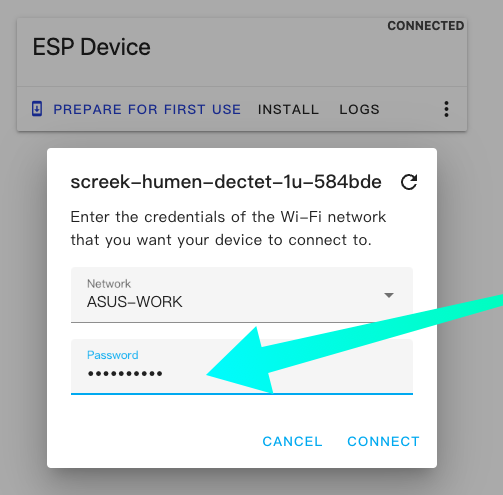 CONNECTED
ESP Device
PREPARE FOR FIRST USE INSTALL LOGS
screek-humen-dectet-1u-584bde
Enter the credentials of the Wi-Fi network
that you want your device to connect to.
Network
ASUS-WORK
Password
••••••••••
CANCEL CONNECT